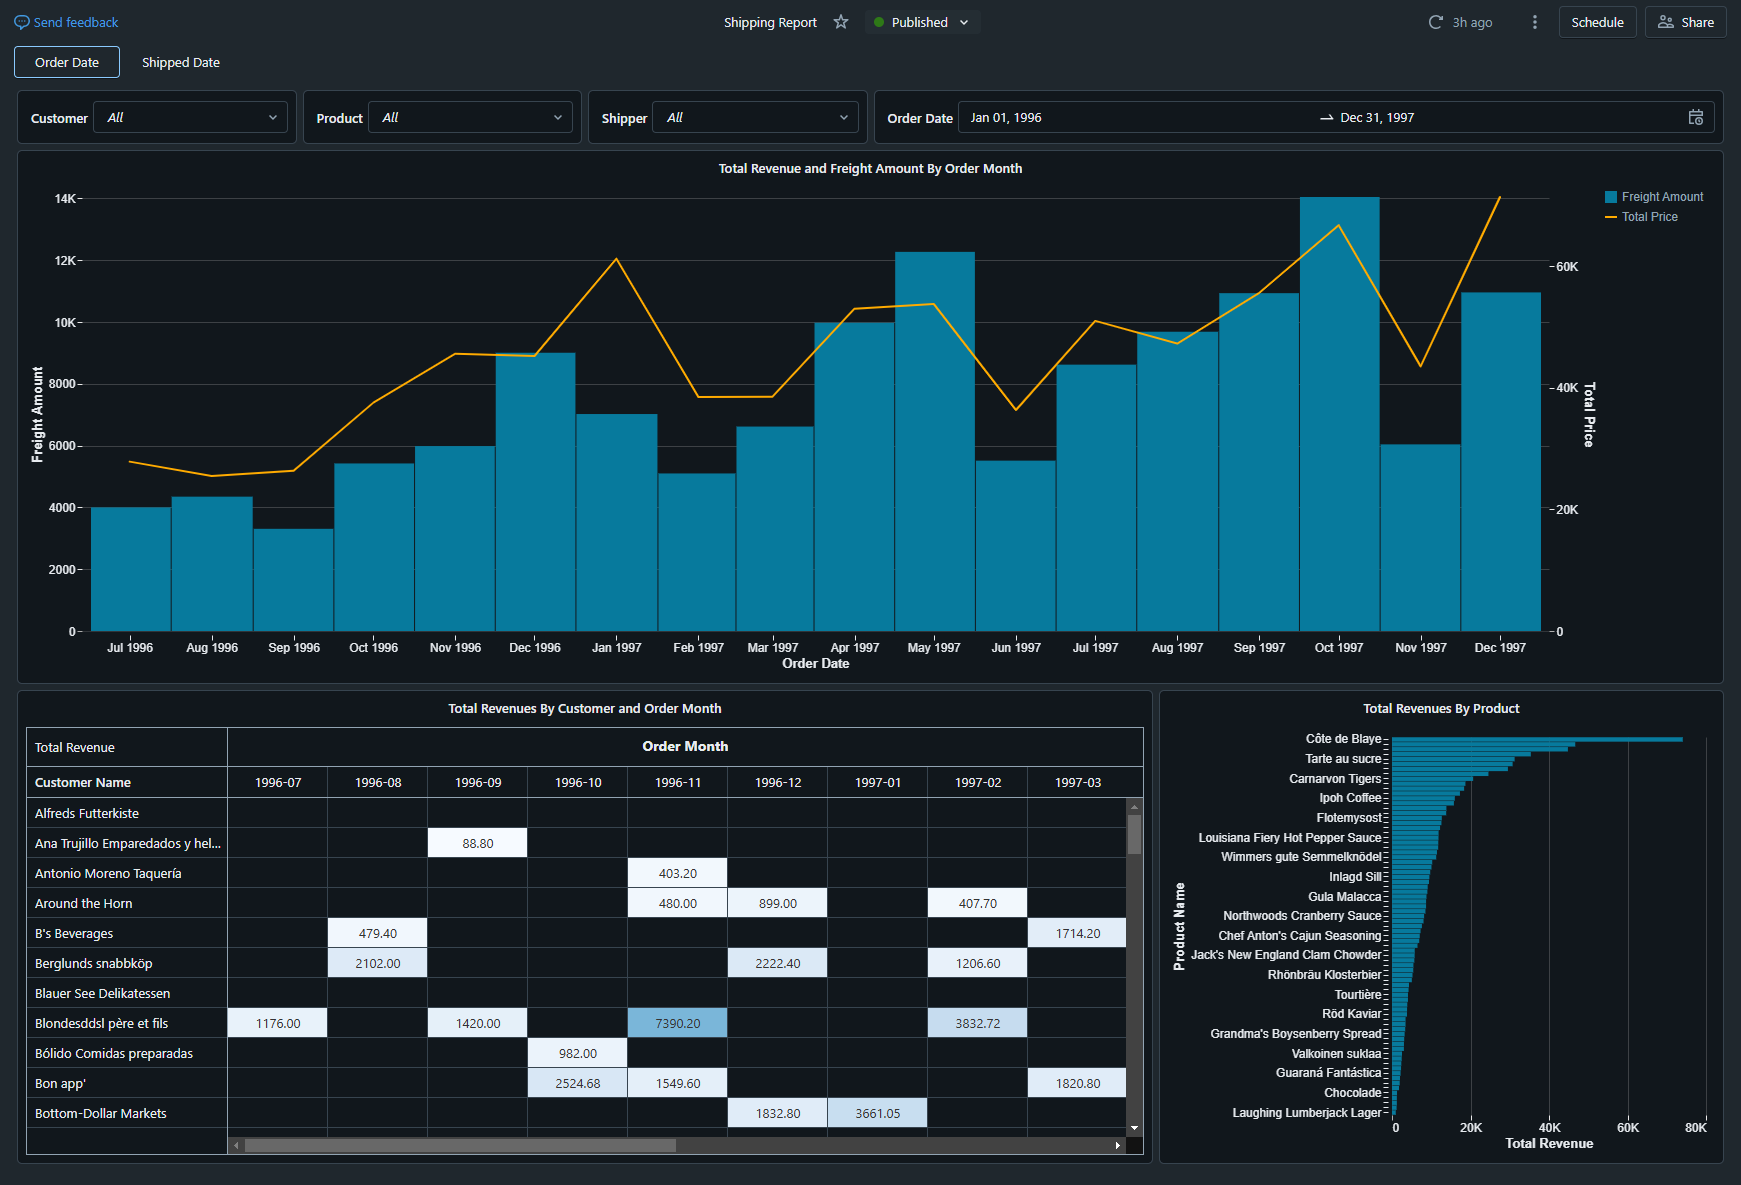 Send feedback
Shipping Report
Published
3h ago
Schedule
Share
Order Date
Shipped Date
Customer All
Product All
Shipper All
Order Date Jan 01, 1996 Dec 31, 1997
Total Revenue and Freight Amount By Order Month
Freight Amount
Total Price
14K
12K
10K
8000
6000
4000
2000
0
Freight Amount
60K
40K
20K
0
Total Price
Jul 1996 Aug 1996 Sep 1996 Oct 1996 Nov 1996 Dec 1996 Jan 1997 Feb 1997 Mar 1997 Apr 1997 May 1997 Jun 1997 Jul 1997 Aug 1997 Sep 1997 Oct 1997 Nov 1997 Dec 1997
Order Date
Total Revenues By Customer and Order Month
Total Revenue Order Month
Customer Name 1996-07 1996-08 1996-09 1996-10 1996-11 1996-12 1997-01 1997-02 1997-03
Alfreds Futterkiste
Ana Trujillo Emparedados y hel... 88.80
Antonio Moreno Taquería 403.20
Around the Horn 480.00 899.00 407.70
B's Beverages 479.40 1714.20
Berglunds snabbköp 2102.00 2222.40 1206.60
Blauer See Delikatessen
Blondesddsl père et fils 1176.00 1420.00 7390.20 3832.72
Bólido Comidas preparadas 982.00
Bon app' 2524.68 1549.60 1820.80
Bottom-Dollar Markets 1832.80 3661.05
Total Revenues By Product
Product Name
Côte de Blaye
Tarte au sucre
Carnarvon Tigers
Ipoh Coffee
Flotemysost
Louisiana Fiery Hot Pepper Sauce
Wimmers gute Semmelknödel
Inlagd Sill
Gula Malacca
Northwoods Cranberry Sauce
Chef Anton's Cajun Seasoning
Jack's New England Clam Chowder
Rhönbräu Klosterbier
Tourtière
Röd Kaviar
Grandma's Boysenberry Spread
Valkoinen suklaa
Guaraná Fantástica
Chocolade
Laughing Lumberjack Lager
0 20K 40K 60K 80K
Total Revenue